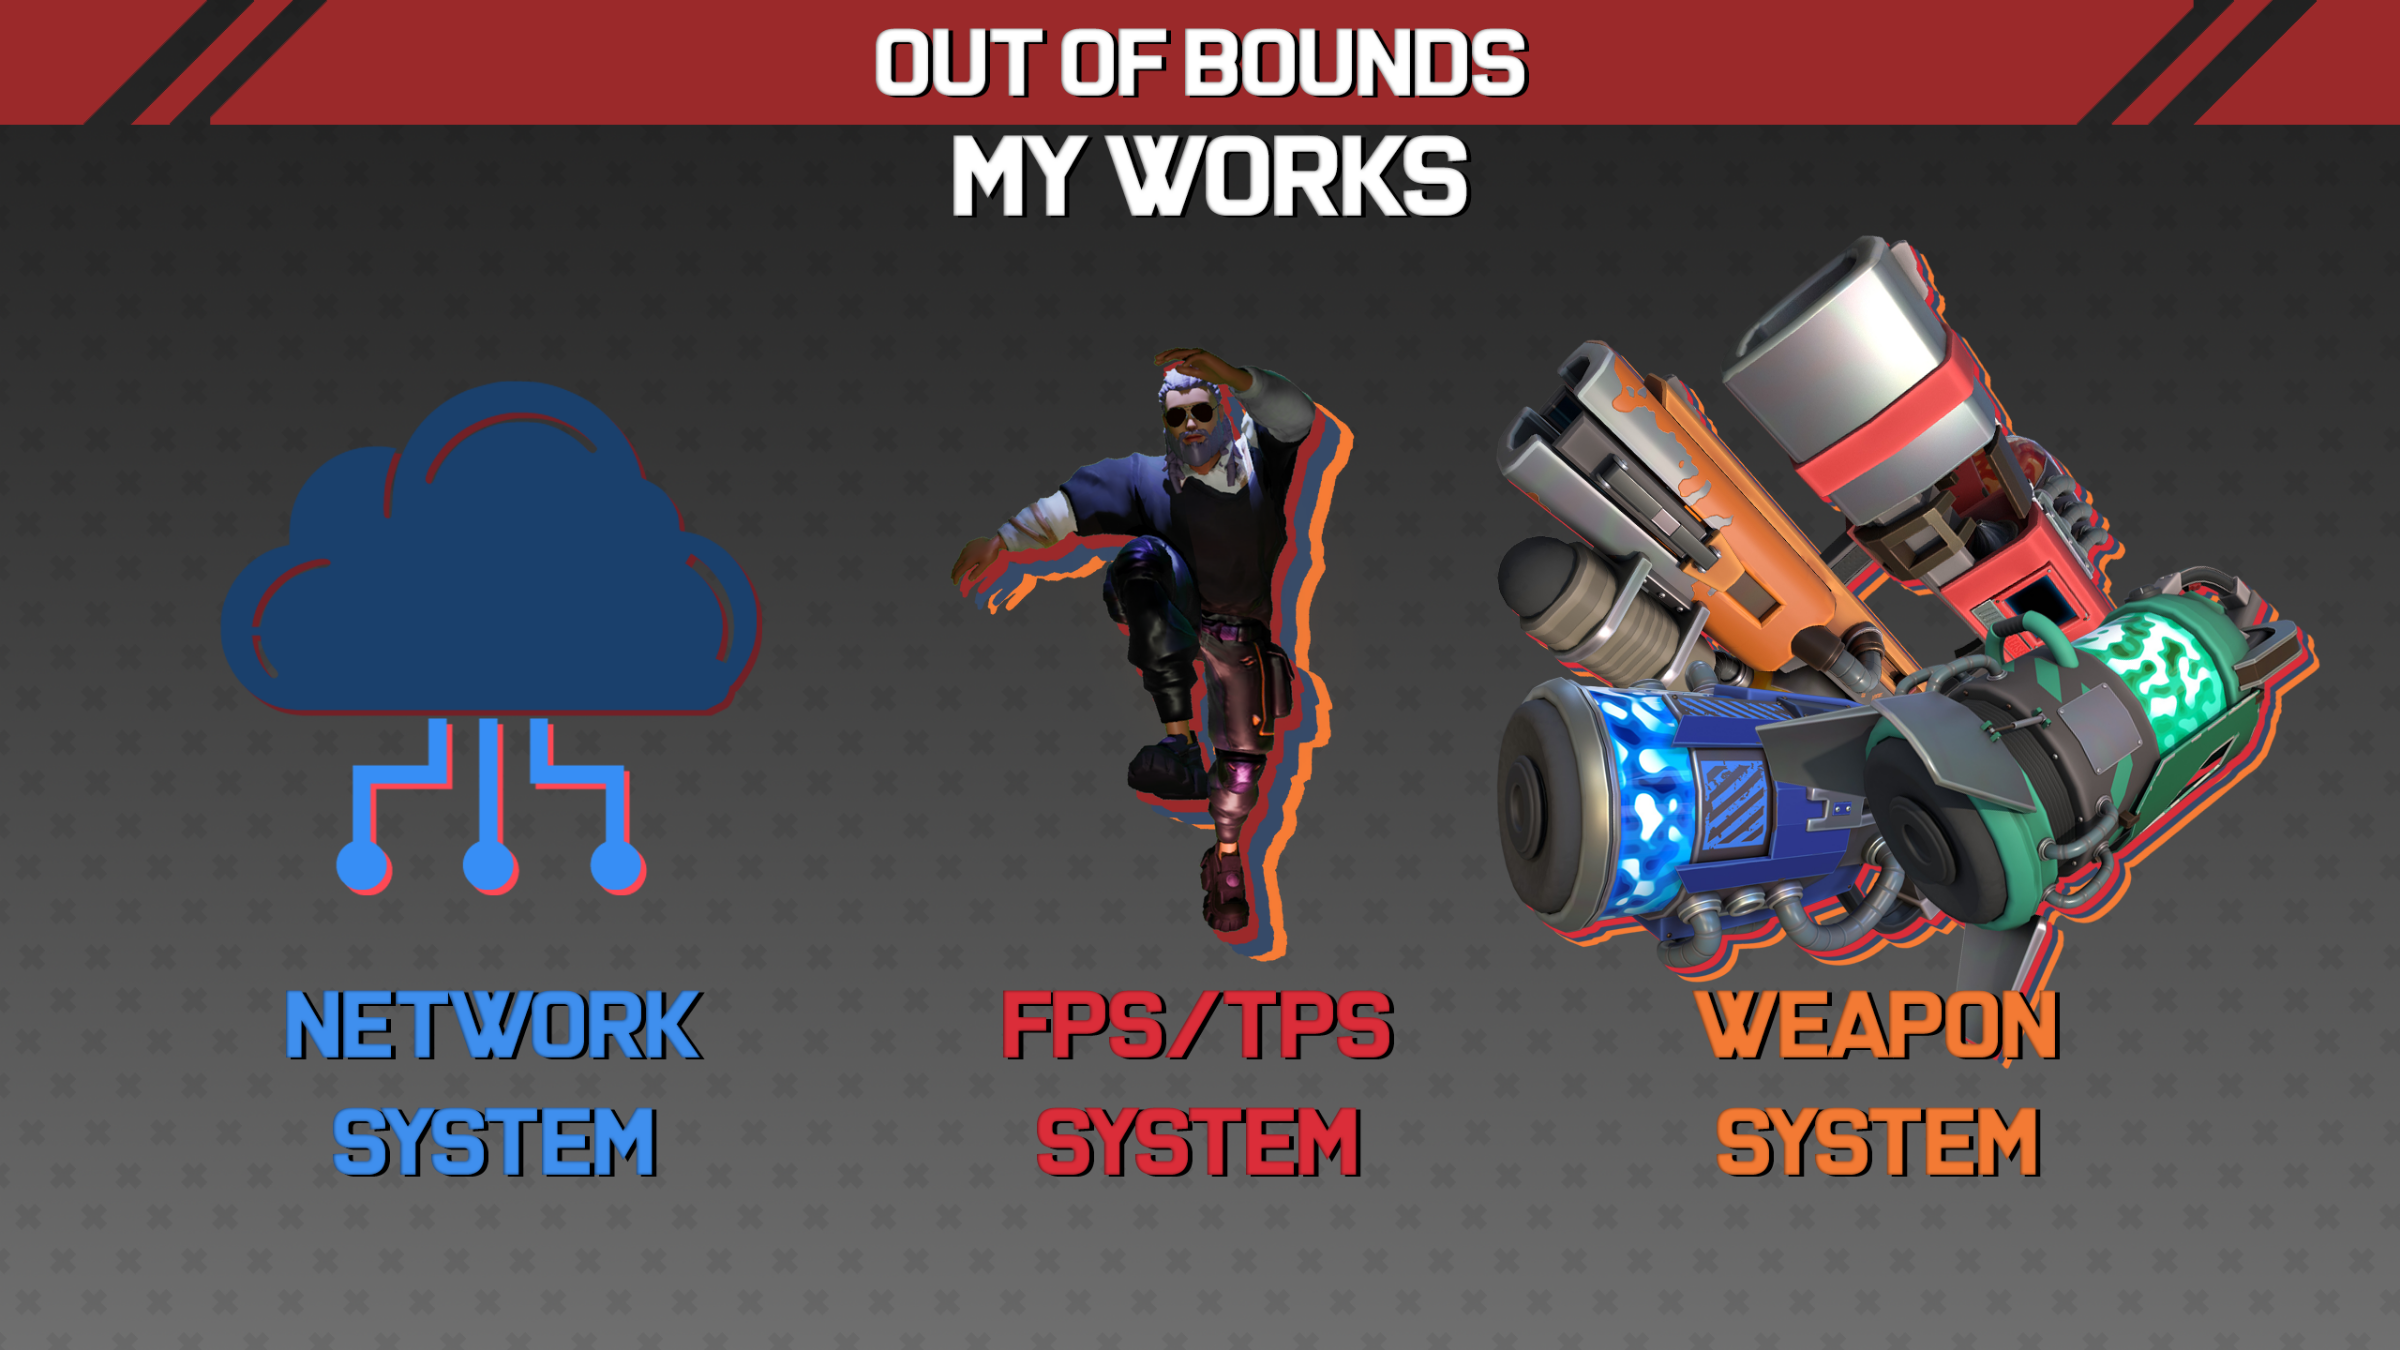 OUT OF BOUNDS
MY WORKS
NETWORK
SYSTEM
FPS/TPS
SYSTEM
WEAPON
SYSTEM